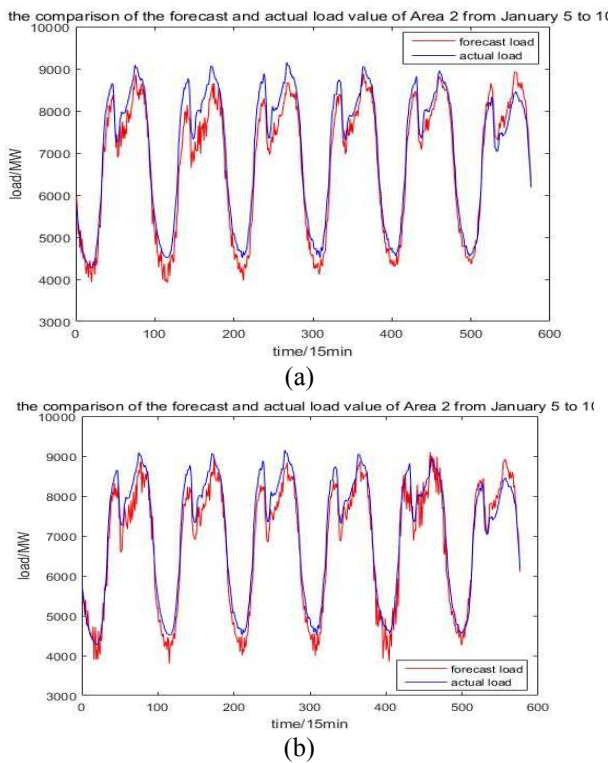 the comparison of the forecast and actual load value of Area 2 from January 5 to 10
10000
9000
8000
7000
6000
5000
4000
3000
load/MW
forecast load
actual load
0 100 200 300 400 500 600
time/15min
(a)
the comparison of the forecast and actual load value of Area 2 from January 5 to 10
10000
9000
8000
7000
6000
5000
4000
3000
load/MW
forecast load
actual load
0 100 200 300 400 500 600
time/15min
(b)